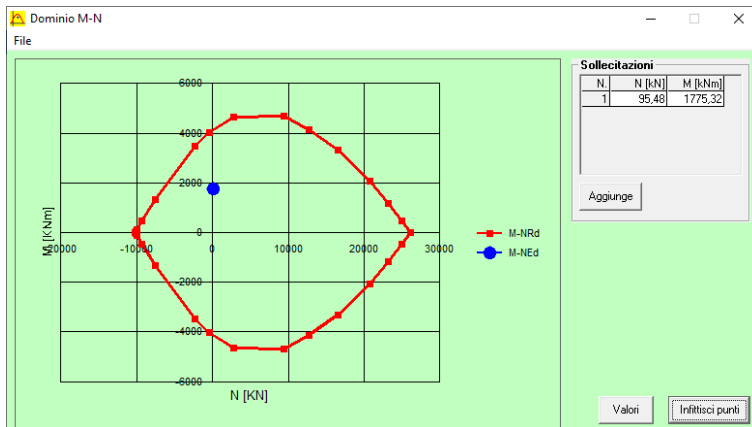 Dominio M-N
File
6000
4000
2000
0
-2000
-4000
-6000
M [KNm]
-20000 -10000 0 10000 20000 30000
N [KN]
M-NRd
M-NEd
Sollecitazioni
N. N [kN] M [kNm]
1 95,48 1775,32
Aggiunge
Valori
Infittisci punti